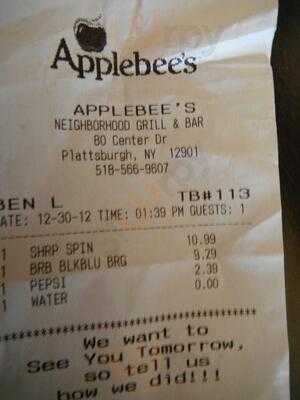 Applebee's
APPLEBEE'S
NEIGHBORHOOD GRILL & BAR
80 Center Dr
Plattsburgh, NY 12901
518-566-9607
BEN L TB#113
DATE: 12-30-12 TIME: 01:39 PM GUESTS: 1
1 SHRP SPIN 10.99
1 BRB BLKBLU BRG 9.29
1 PEPSI 2.39
1 WATER 0.00
************************
We want to
See You Tomorrow,
so tell us
how we did!!!